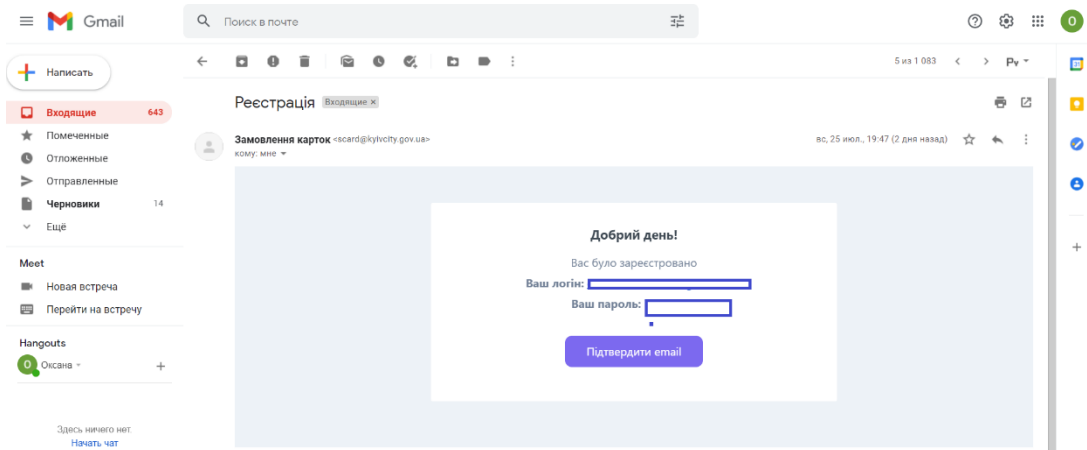 Gmail
Поиск в почте
О
Написать
5 из 1 083
Ру
Входящие 643
Помеченные
Отложенные
Отправленные
Черновики 14
Ещё
Meet
Новая встреча
Перейти на встречу
Hangouts
О Оксана
Здесь ничего нет.
Начать чат
Реєстрація Входящие ×
Замовлення карток <scard@kyivcity.gov.ua>
кому: мне
вс, 25 июл., 19:47 (2 дня назад)
Добрий день!
Вас було зареєстровано
Ваш логін:
Ваш пароль:
Підтвердити email
31